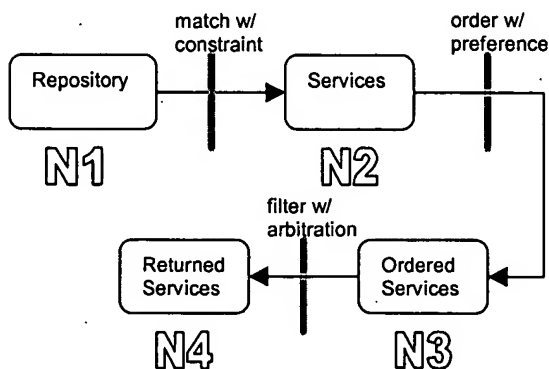 match w/
constraint
order w/
preference
Repository
Services
N1
N2
filter w/
arbitration
Returned
Services
Ordered
Services
N4
N3